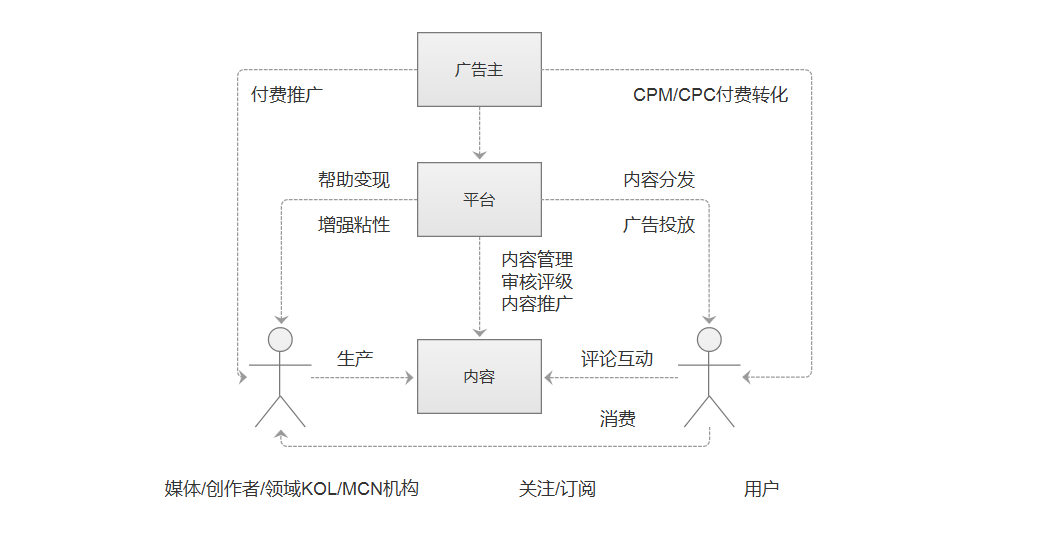 广告主
付费推广
CPM/CPC付费转化
帮助变现
平台
内容分发
增强粘性
广告投放
内容管理
审核评级
内容推广
生产
内容
评论互动
消费
媒体/创作者/领域KOL/MCN机构
关注/订阅
用户